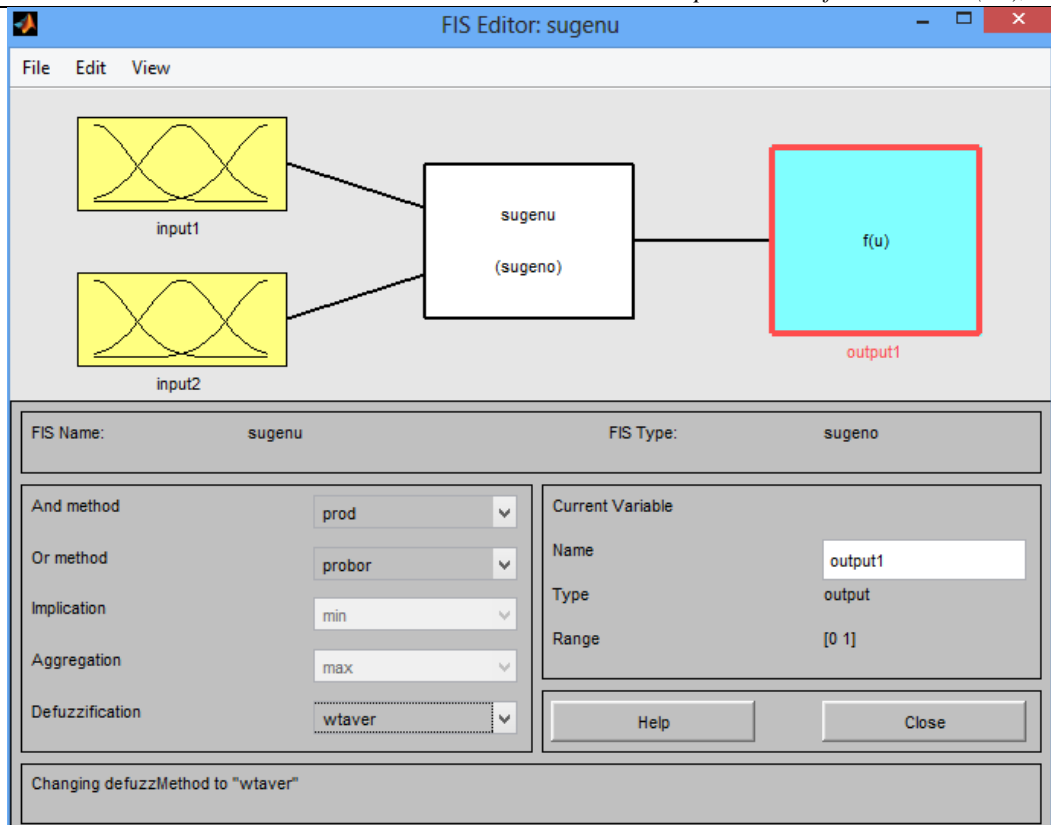 FIS Editor: sugenu
File Edit View
input1
input2
sugenu
(sugeno)
f(u)
output1
FIS Name: sugenu
FIS Type: sugeno
And method prod
Or method probor
Implication min
Aggregation max
Defuzzification wtaver
Current Variable
Name output1
Type output
Range [0 1]
Help Close
Changing defuzzMethod to "wtaver"